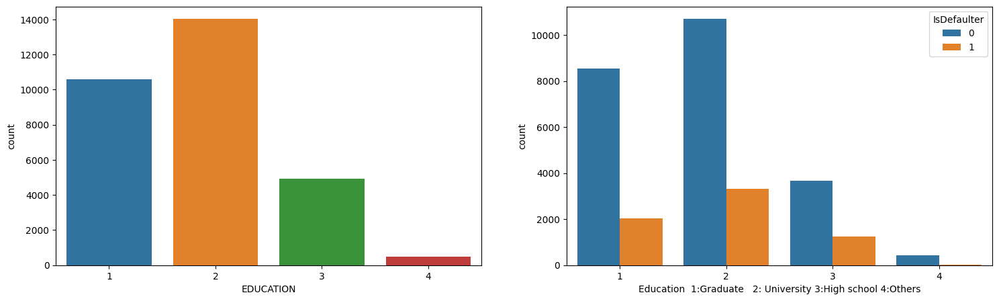 14000
12000
10000
8000
6000
4000
2000
0
count
1 2 3 4
EDUCATION
10000
8000
6000
4000
2000
0
count
IsDefaulter
0
1
1 2 3 4
Education  1:Graduate   2: University 3:High school 4:Others